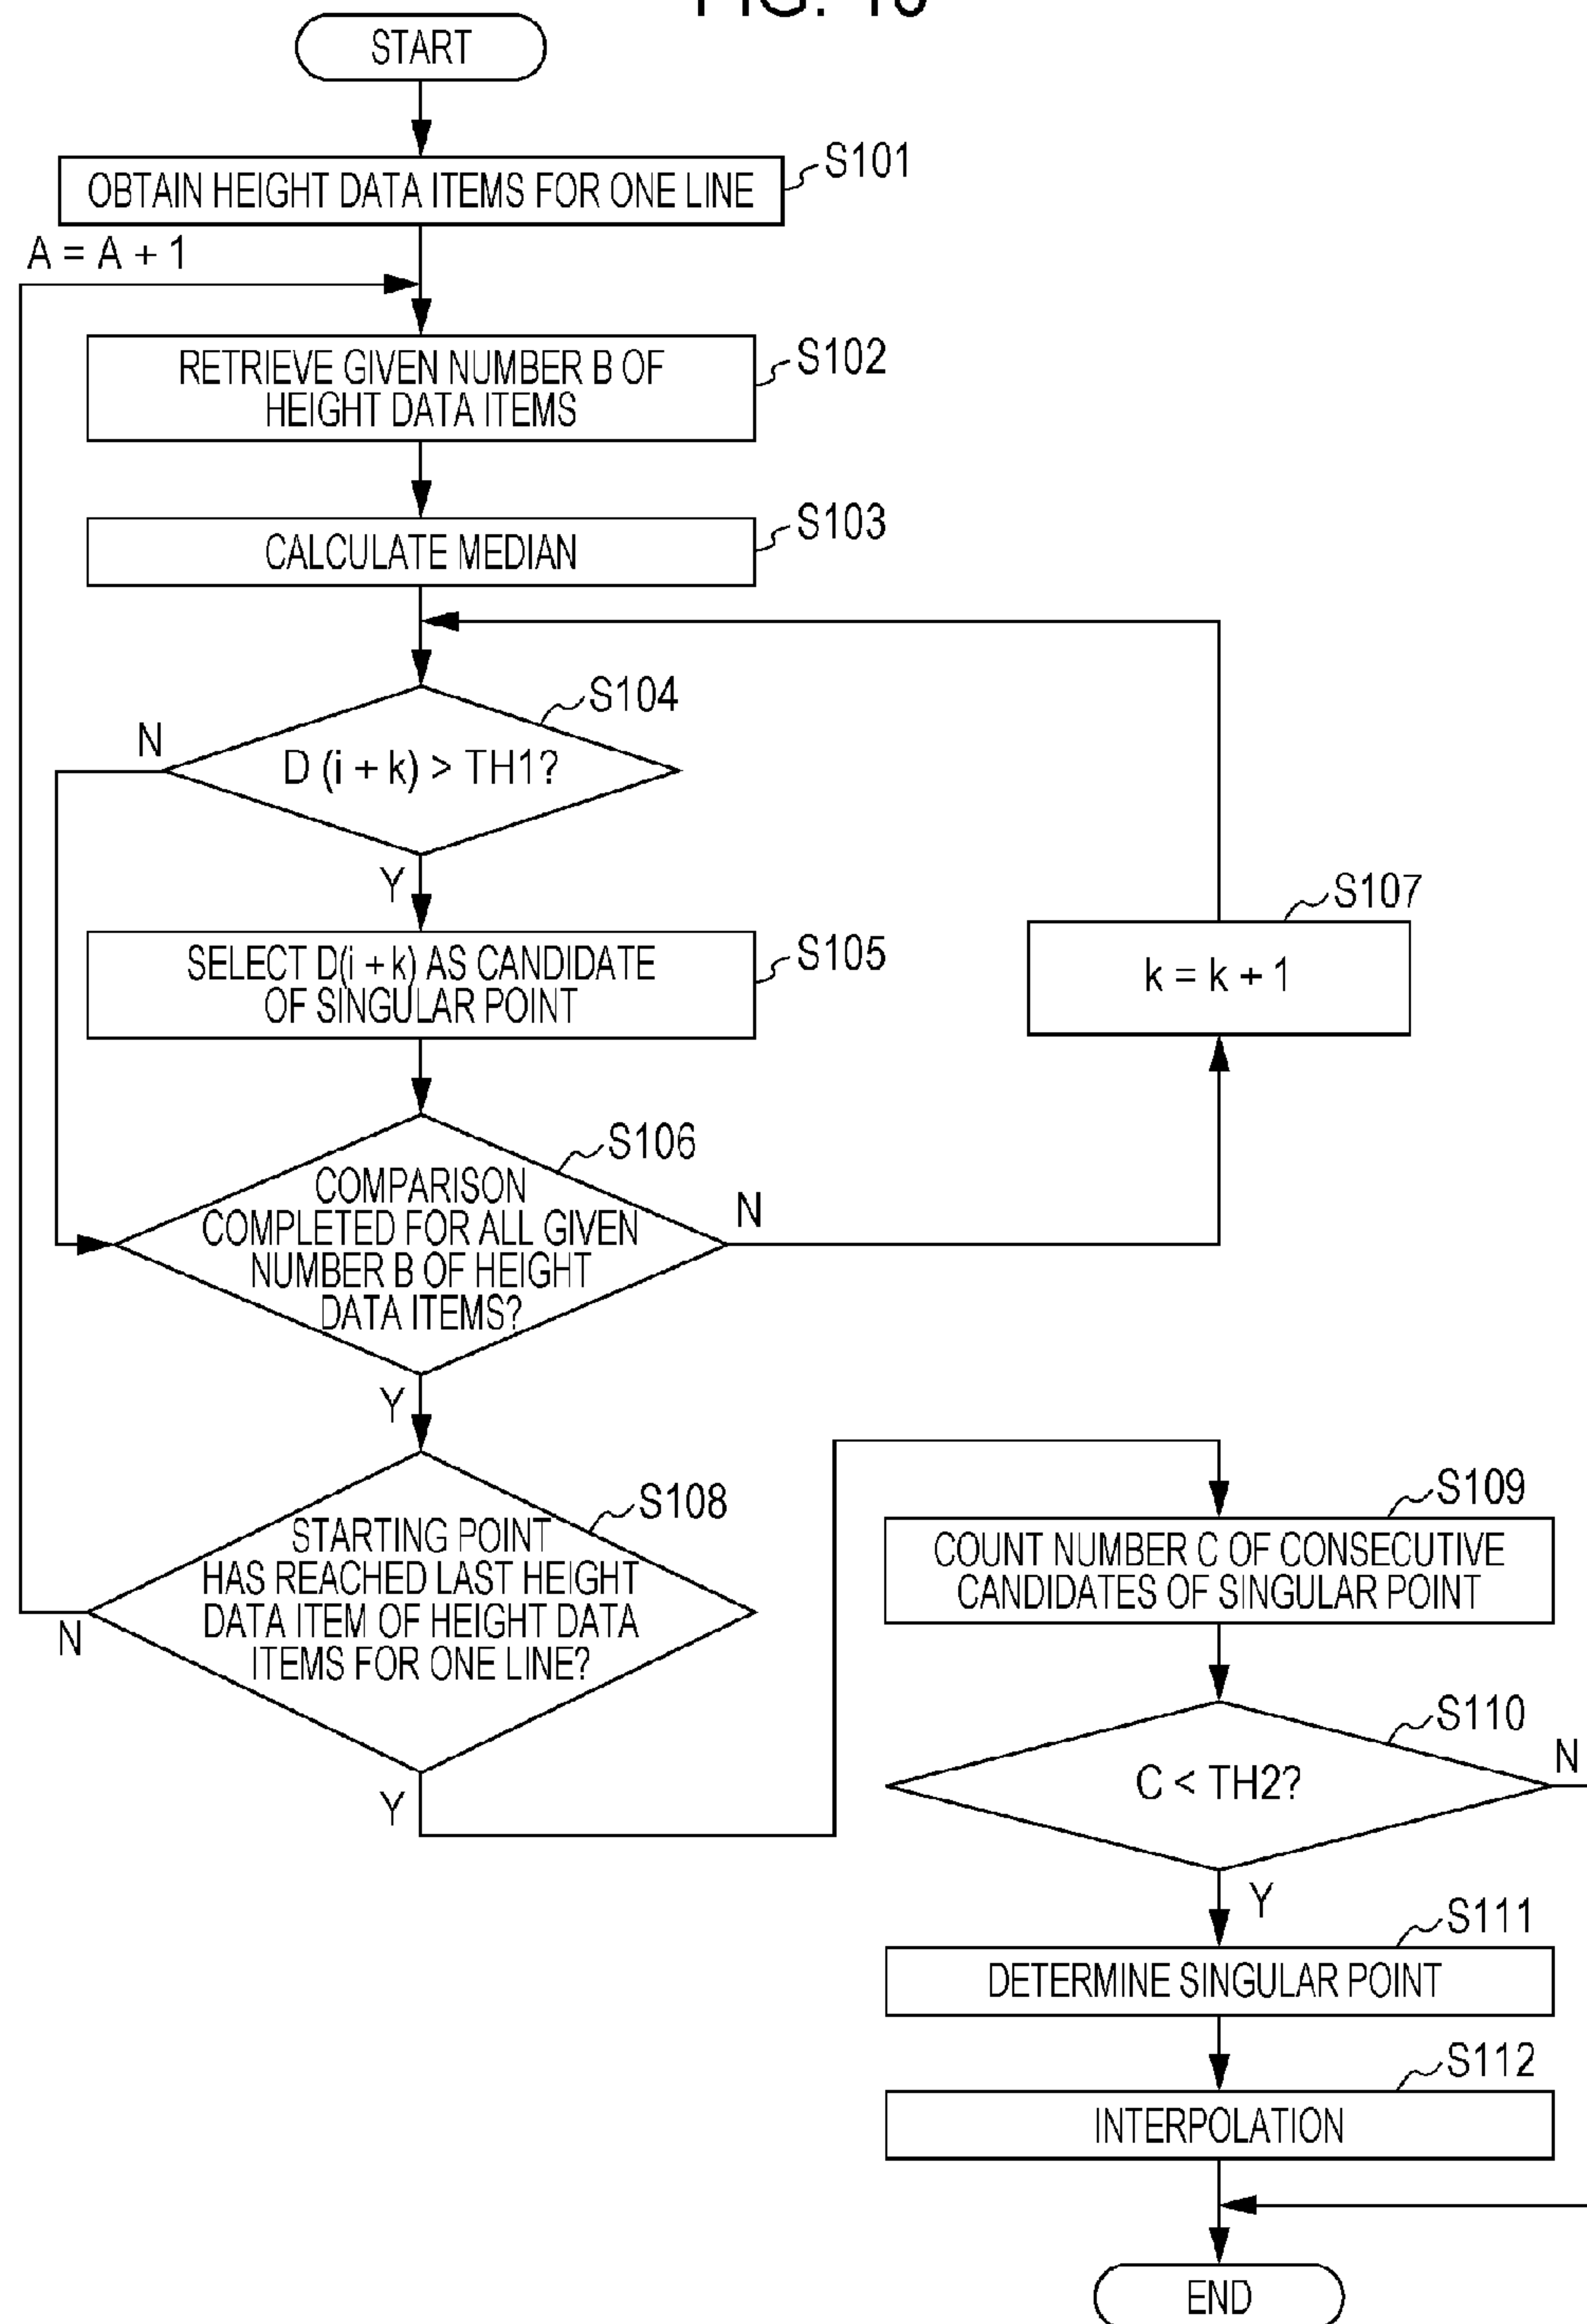 START
OBTAIN HEIGHT DATA ITEMS FOR ONE LINE
S101
A = A + 1
RETRIEVE GIVEN NUMBER B OF
HEIGHT DATA ITEMS
S102
CALCULATE MEDIAN
S103
S104
N
D (i + k) > TH1?
Y
S107
k = k + 1
SELECT D(i + k) AS CANDIDATE
OF SINGULAR POINT
S105
S106
COMPARISON
COMPLETED FOR ALL GIVEN
NUMBER B OF HEIGHT
DATA ITEMS?
N
Y
S108
STARTING POINT
HAS REACHED LAST HEIGHT
DATA ITEM OF HEIGHT DATA
ITEMS FOR ONE LINE?
N
Y
S109
COUNT NUMBER C OF CONSECUTIVE
CANDIDATES OF SINGULAR POINT
S110
C < TH2?
N
Y
S111
DETERMINE SINGULAR POINT
S112
INTERPOLATION
END